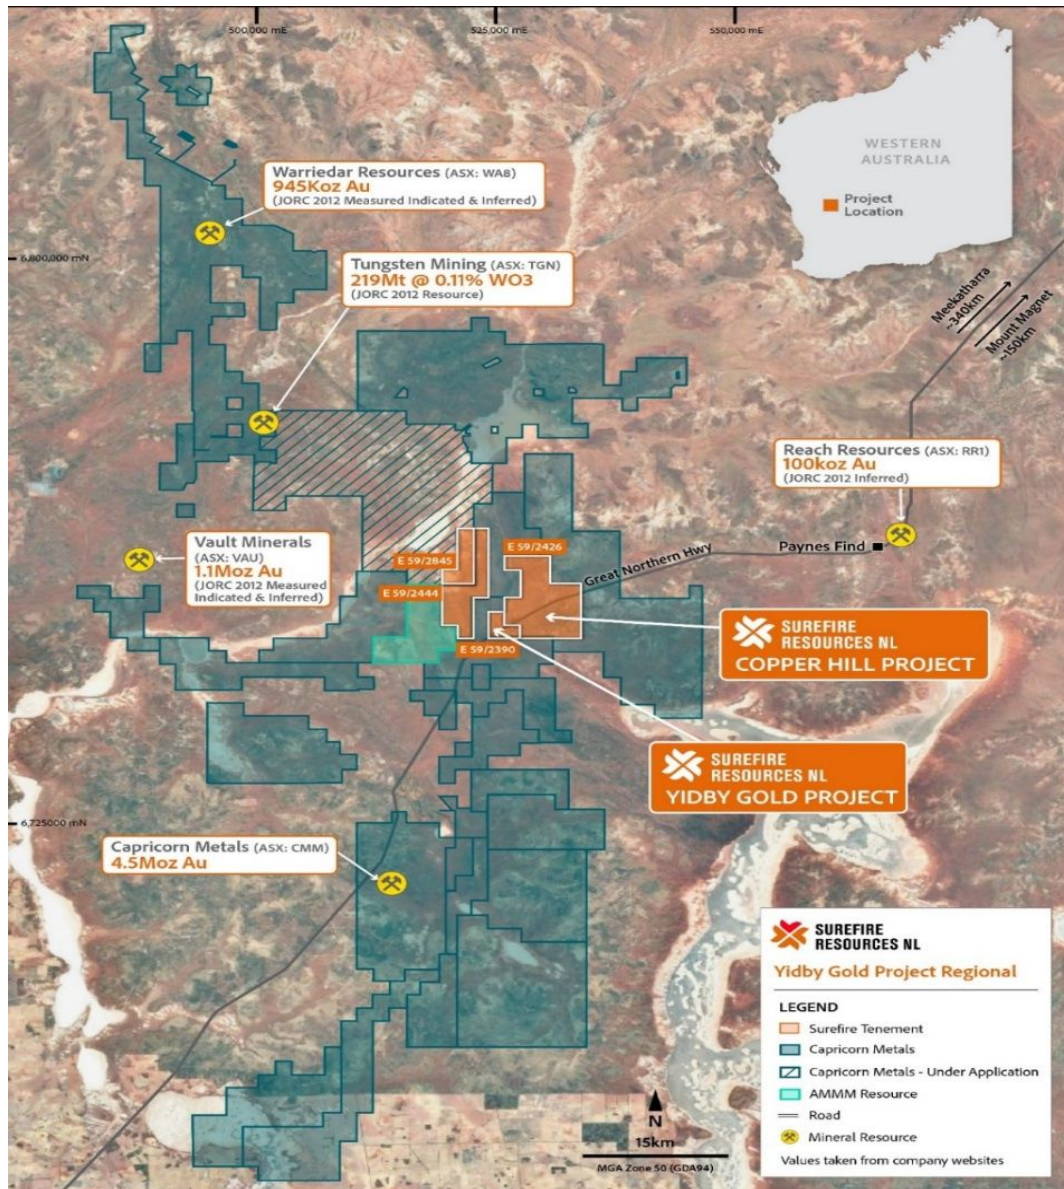 500,000 mE
525,000 mE
550,000 mE
WESTERN
AUSTRALIA
Project
Location
Warriedar Resources (ASX: WA8)
945Koz Au
(JORC 2012 Measured Indicated & Inferred)
6,800,000 mN
Tungsten Mining (ASX: TGN)
219Mt @ 0.11% WO3
(JORC 2012 Resource)
Meekatharra
~340km
Mount Magnet
~150km
Reach Resources (ASX: RR1)
100koz Au
(JORC 2012 Inferred)
Vault Minerals
(ASX: VAU)
1.1Moz Au
(JORC 2012 Measured
Indicated & Inferred)
Paynes Find
Great Northern Hwy
E 59/2845
E 59/2426
E 59/2444
E 59/2390
SUREFIRE
RESOURCES NL
COPPER HILL PROJECT
SUREFIRE
RESOURCES NL
YIDBY GOLD PROJECT
6,725000 mN
Capricorn Metals (ASX: CMM)
4.5Moz Au
SUREFIRE
RESOURCES NL
Yidby Gold Project Regional
LEGEND
Surefire Tenement
Capricorn Metals
Capricorn Metals - Under Application
AMMM Resource
Road
Mineral Resource
Values taken from company websites
N
15km
MGA Zone 50 (GDA94)